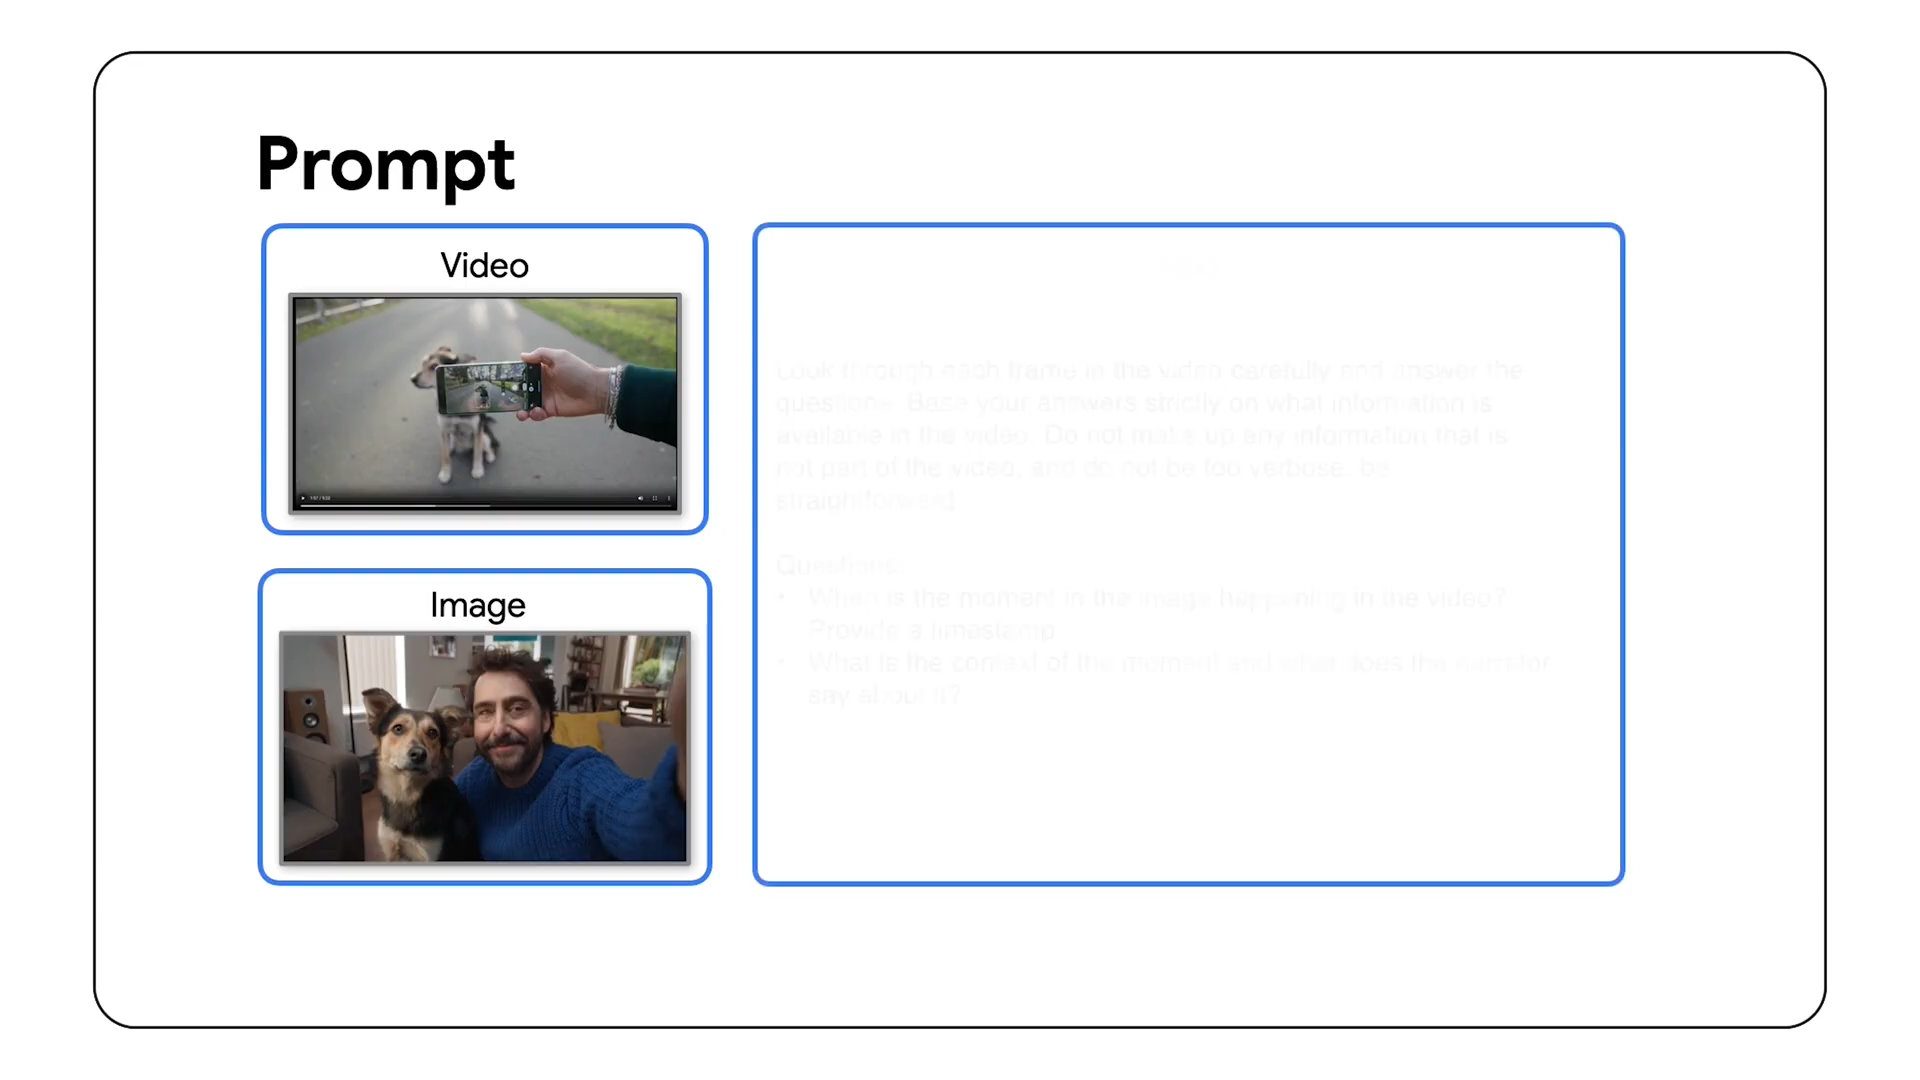 Prompt
Video
Image
Look through each frame in the video carefully and answer the
questions. Base your answers strictly on what information is
available in the video. Do not make up any information that is
not part of the video, and do not be too verbose, be
straightforward
Questions:
• When is the moment in the image happening in the video?
Provide a timestamp
• What is the context of the moment and what does the narrator
say about it?